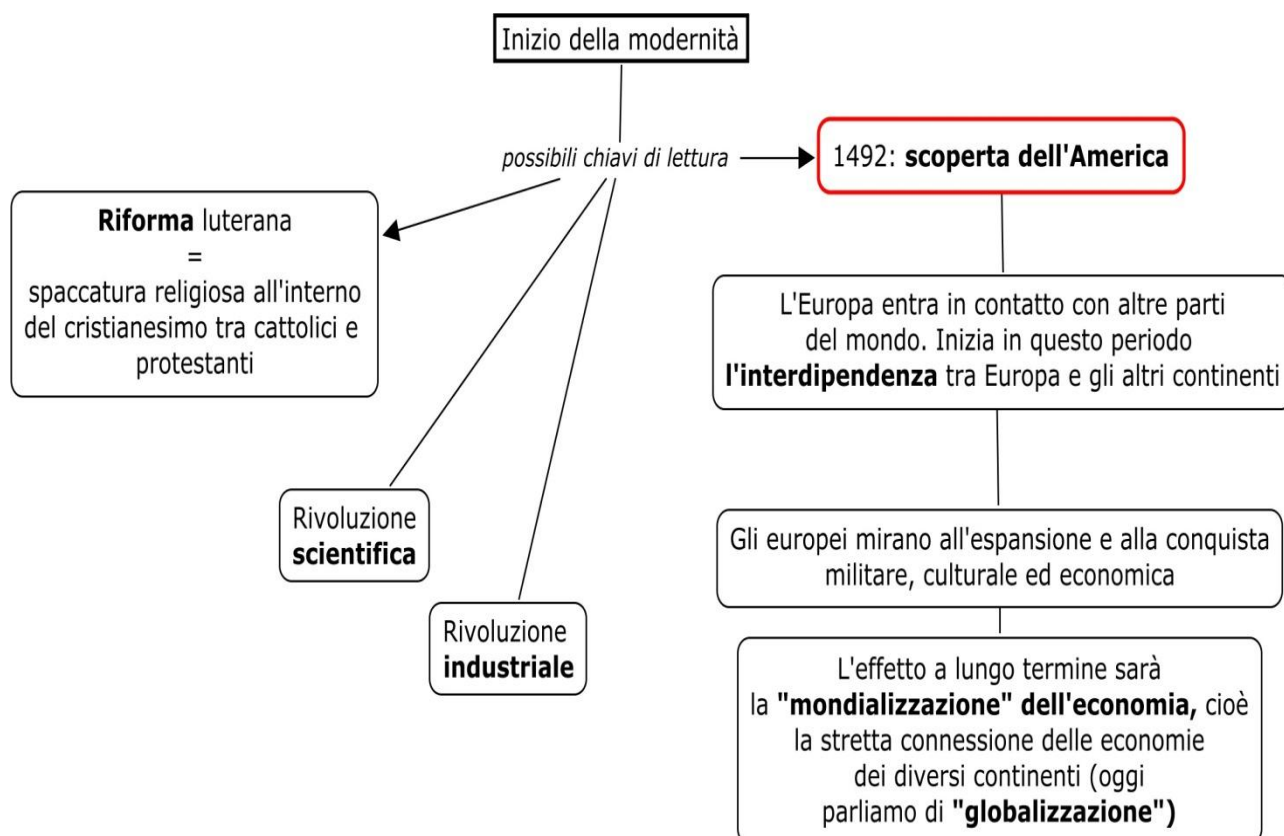 Inizio della modernità
possibili chiavi di lettura
1492: scoperta dell'America
Riforma luterana
=
spaccatura religiosa all'interno
del cristianesimo tra cattolici e
protestanti
L'Europa entra in contatto con altre parti
del mondo. Inizia in questo periodo
l'interdipendenza tra Europa e gli altri continenti
Rivoluzione
scientifica
Rivoluzione
industriale
Gli europei mirano all'espansione e alla conquista
militare, culturale ed economica
L'effetto a lungo termine sarà
la "mondializzazione" dell'economia, cioè
la stretta connessione delle economie
dei diversi continenti (oggi
parliamo di "globalizzazione")